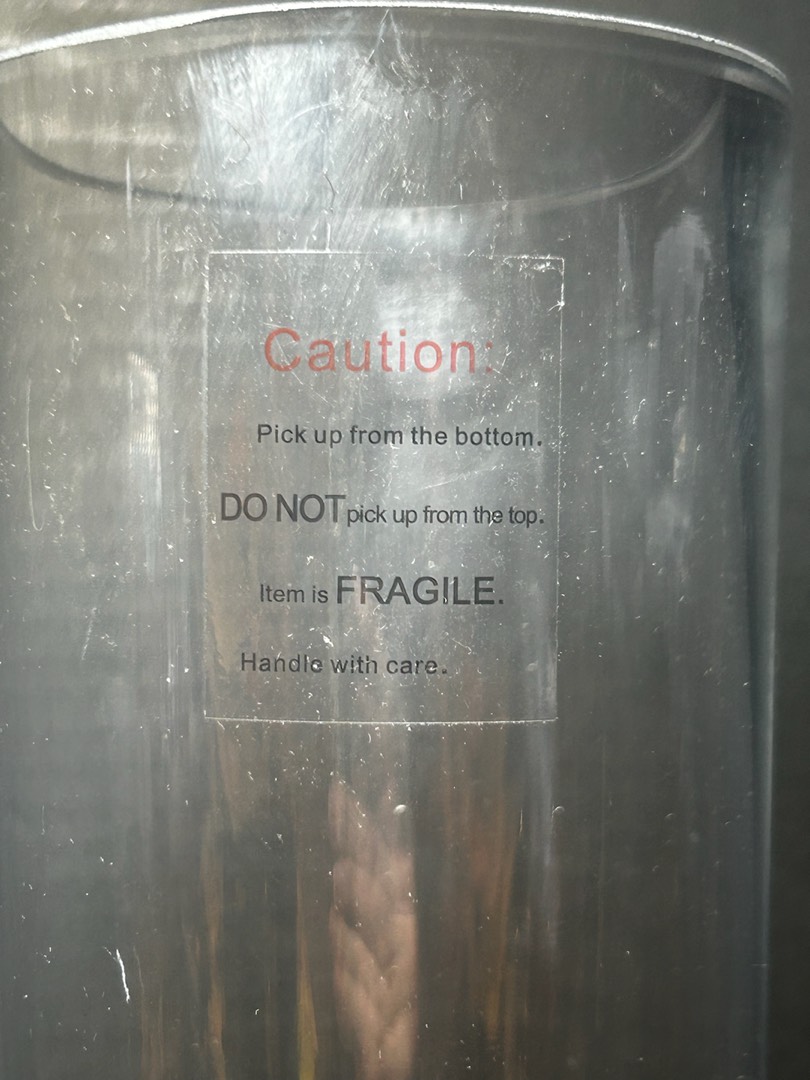 Caution:
Pick up from the bottom.
DO NOT pick up from the top.
Item is FRAGILE.
Handle with care.